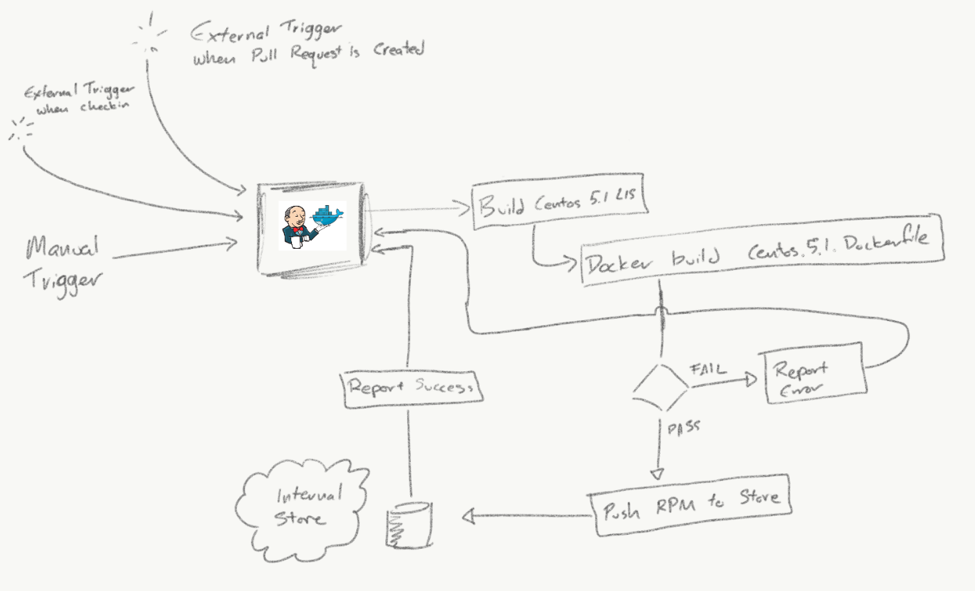 External Trigger
when Pull Request is Created
External Trigger
when checkin
Manual
Trigger
Build Centos 5.1 LIS
Docker build Centos.5.1.Dockerfile
FAIL
Report
Error
Report Success
PASS
Internal
Store
Push RPM to Store